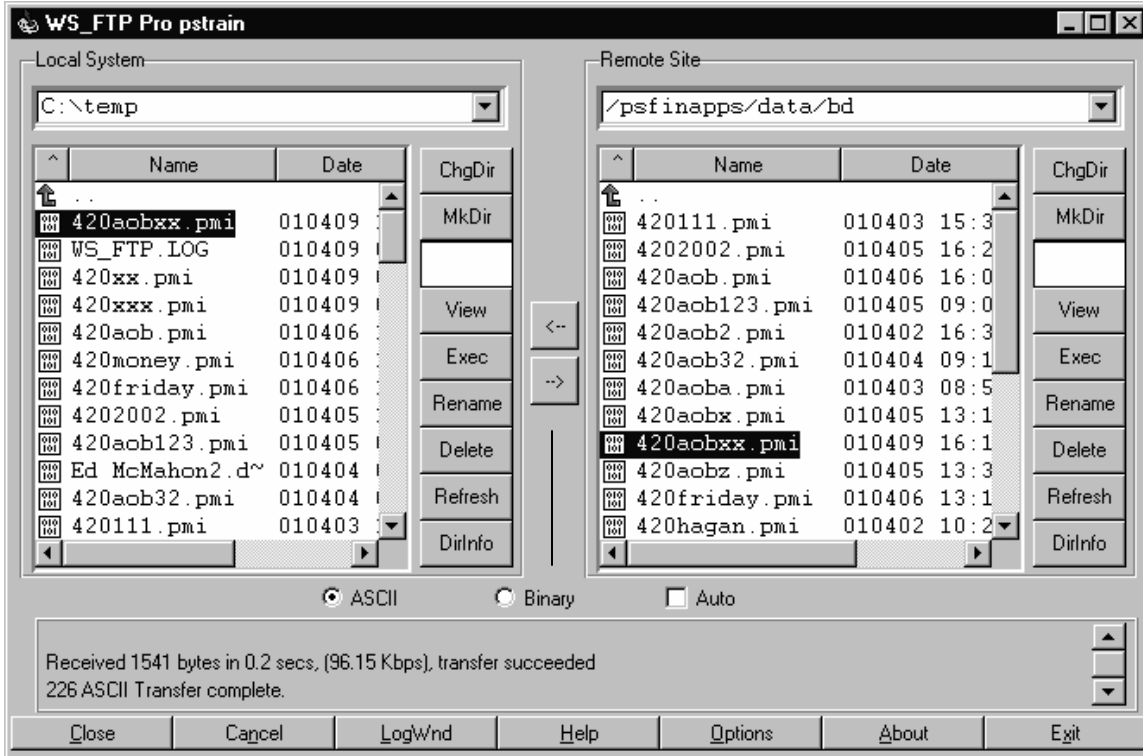 WS_FTP Pro pstrain
Local System
C:\temp
^ Name Date
..
420aobxx.pmi 010409
WS_FTP.LOG 010409
420xx.pmi 010409
420xxx.pmi 010409
420aob.pmi 010406
420money.pmi 010406
420friday.pmi 010406
4202002.pmi 010405
420aob123.pmi 010405
Ed McMahon2.d~ 010404
420aob32.pmi 010404
420111.pmi 010403
ChgDir
MkDir
View
Exec
Rename
Delete
Refresh
DirInfo
<--
-->
Remote Site
/psfinapps/data/bd
^ Name Date
..
420111.pmi 010403 15:3
4202002.pmi 010405 16:2
420aob.pmi 010406 16:0
420aob123.pmi 010405 09:0
420aob2.pmi 010402 16:3
420aob32.pmi 010404 09:1
420aoba.pmi 010403 08:5
420aobx.pmi 010405 13:1
420aobxx.pmi 010409 16:1
420aobz.pmi 010405 13:3
420friday.pmi 010406 13:1
420hagan.pmi 010402 10:2
ChgDir
MkDir
View
Exec
Rename
Delete
Refresh
DirInfo
ASCII Binary Auto
Received 1541 bytes in 0.2 secs, (96.15 Kbps), transfer succeeded
226 ASCII Transfer complete.
Close Cancel LogWnd Help Options About Exit